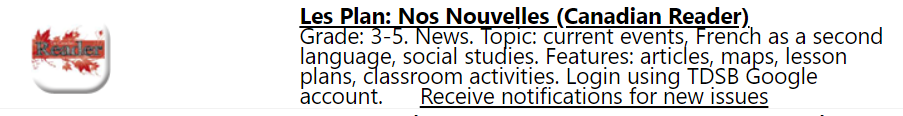 Reader
Les Plan: Nos Nouvelles (Canadian Reader)
Grade: 3-5. News. Topic: current events, French as a second
language, social studies. Features: articles, maps, lesson
plans, classroom activities. Login using TDSB Google
account. Receive notifications for new issues